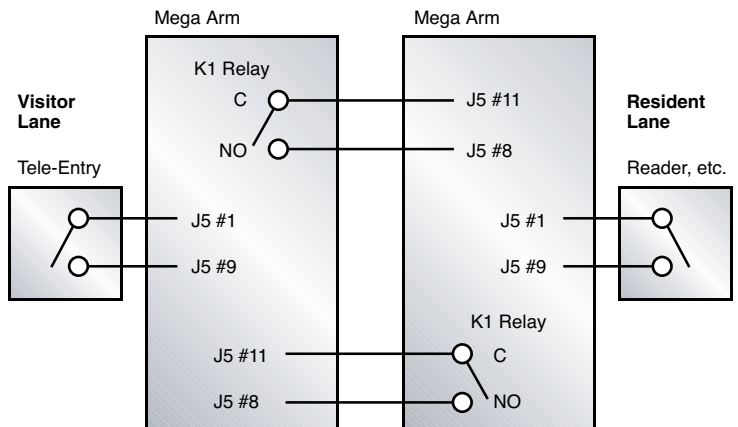 Mega Arm
Mega Arm
K1 Relay
C
NO
J5 #11
J5 #8
Visitor
Lane
Tele-Entry
Resident
Lane
Reader, etc.
J5 #1
J5 #9
J5 #1
J5 #9
K1 Relay
J5 #11
C
J5 #8
NO